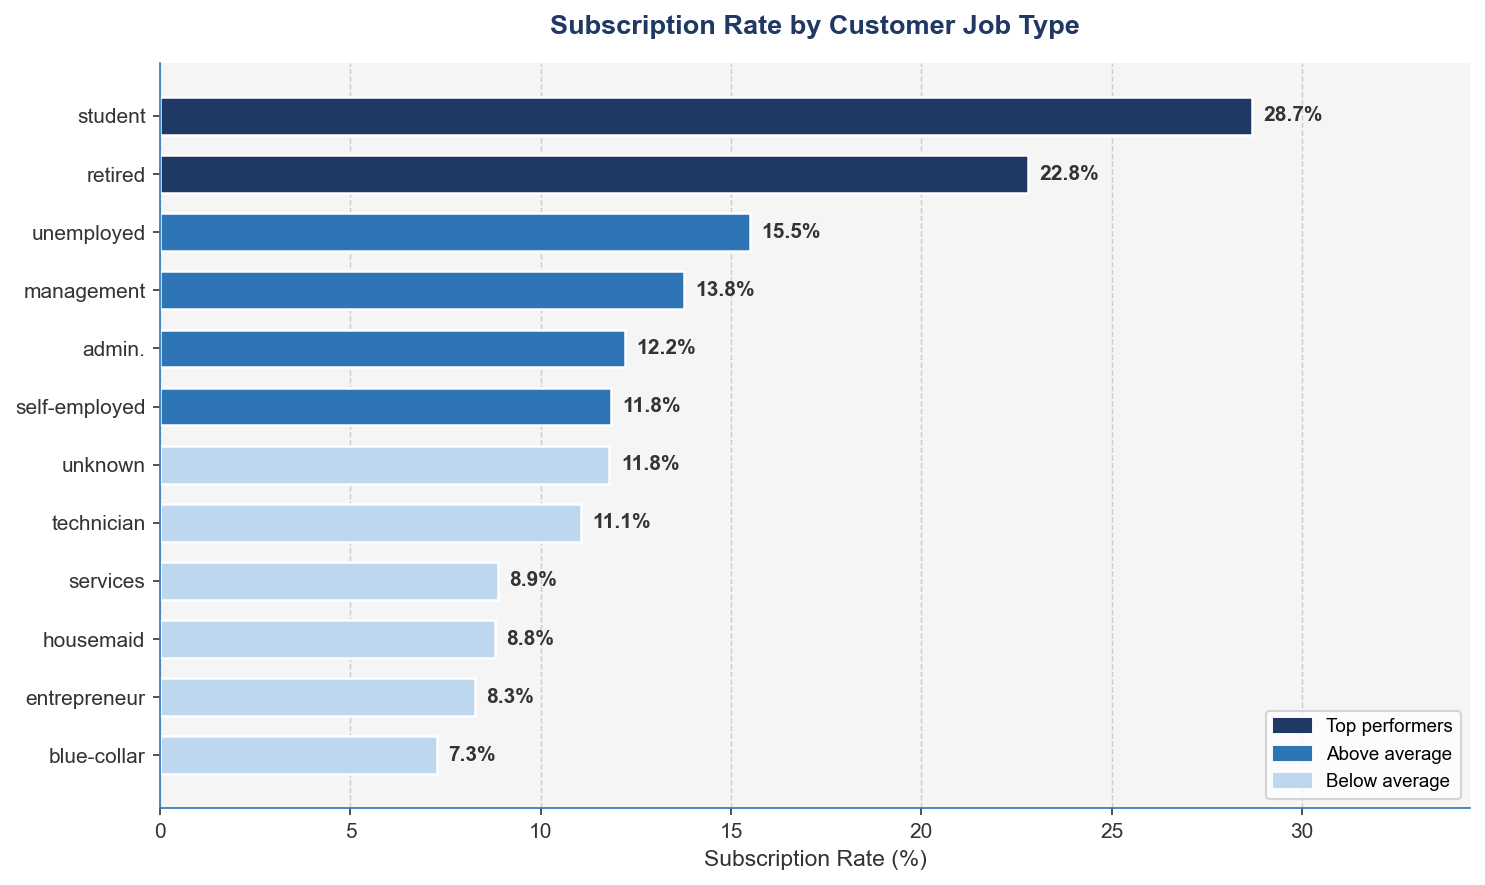 Subscription Rate by Customer Job Type
student 28.7%
retired 22.8%
unemployed 15.5%
management 13.8%
admin. 12.2%
self-employed 11.8%
unknown 11.8%
technician 11.1%
services 8.9%
housemaid 8.8%
entrepreneur 8.3%
blue-collar 7.3%
Top performers
Above average
Below average
0 5 10 15 20 25 30
Subscription Rate (%)